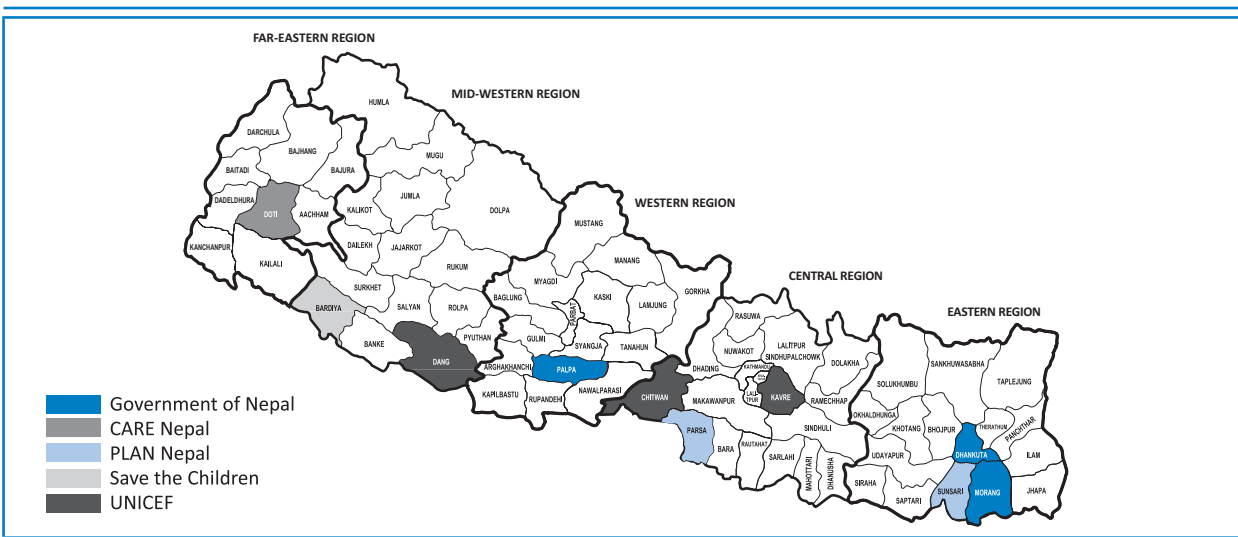 FAR-EASTERN REGION
MID-WESTERN REGION
WESTERN REGION
CENTRAL REGION
EASTERN REGION
HUMLA
DARCHULA
BAJHANG
MUGU
BAITADI
BAJURA
DADELDHURA
JUMLA
DOTI
AACHHAM
KALIKOT
DOLPA
KANCHANPUR
DAILEKH
JAJARKOT
KAILALI
RUKUM
SURKHET
BARDIYA
SALYAN
ROLPA
BANKE
DANG
PYUTHAN
MUSTANG
MANANG
MYAGDI
GORKHA
BAGLUNG
KASKI
LAMJUNG
PARBAT
GULMI
SYANGJA
TANAHUN
ARGHAKHANCHI
PALPA
KAPILBASTU
RUPANDEHI
NAWALPARASI
RASUWA
LALITPUR
NUWAKOT
SINDHUPALCHOWK
DOLAKHA
DHADING
KATHMANDU
CHITWAN
MAKAWANPUR
LALI
TPUR
KAVRE
RAMECHHAP
PARSA
SINDHULI
BARA
RAUTAHAT
SARLAHI
MAHOTTARI
DHANUSHA
SANKHUWASABHA
SOLUKHUMBU
TAPLEJUNG
OKHALDHUNGA
KHOTANG
BHOJPUR
THERATHUM
PANCHTHAR
UDAYAPUR
DHANKUTA
ILAM
SIRAHA
SAPTARI
SUNSARI
MORANG
JHAPA
Government of Nepal
CARE Nepal
PLAN Nepal
Save the Children
UNICEF